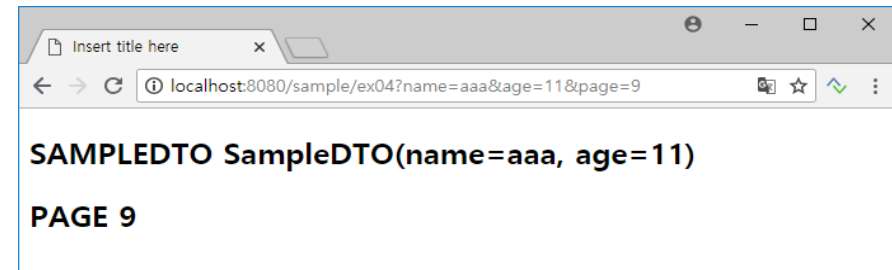 Insert title here
localhost:8080/sample/ex04?name=aaa&age=11&page=9
SAMPLEDTO SampleDTO(name=aaa, age=11)
PAGE 9